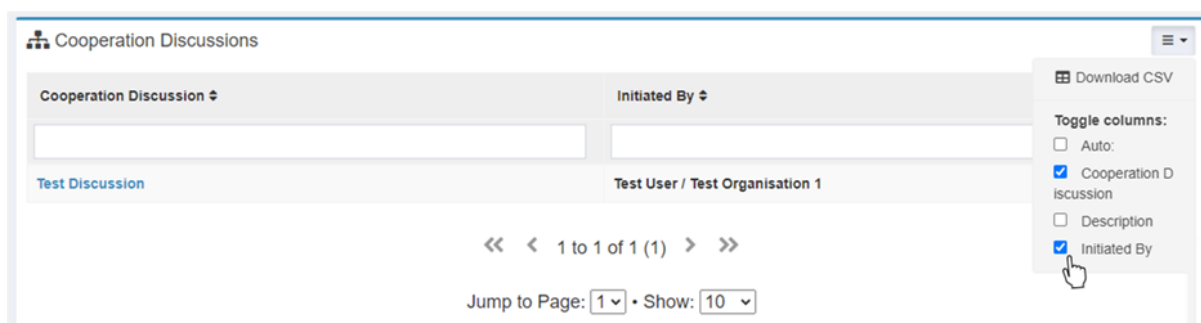 Cooperation Discussions
Download CSV
Cooperation Discussion
Initiated By
Toggle columns:
Auto:
Cooperation D
iscussion
Description
Initiated By
Test Discussion
Test User / Test Organisation 1
1 to 1 of 1 (1)
Jump to Page: 1 • Show: 10